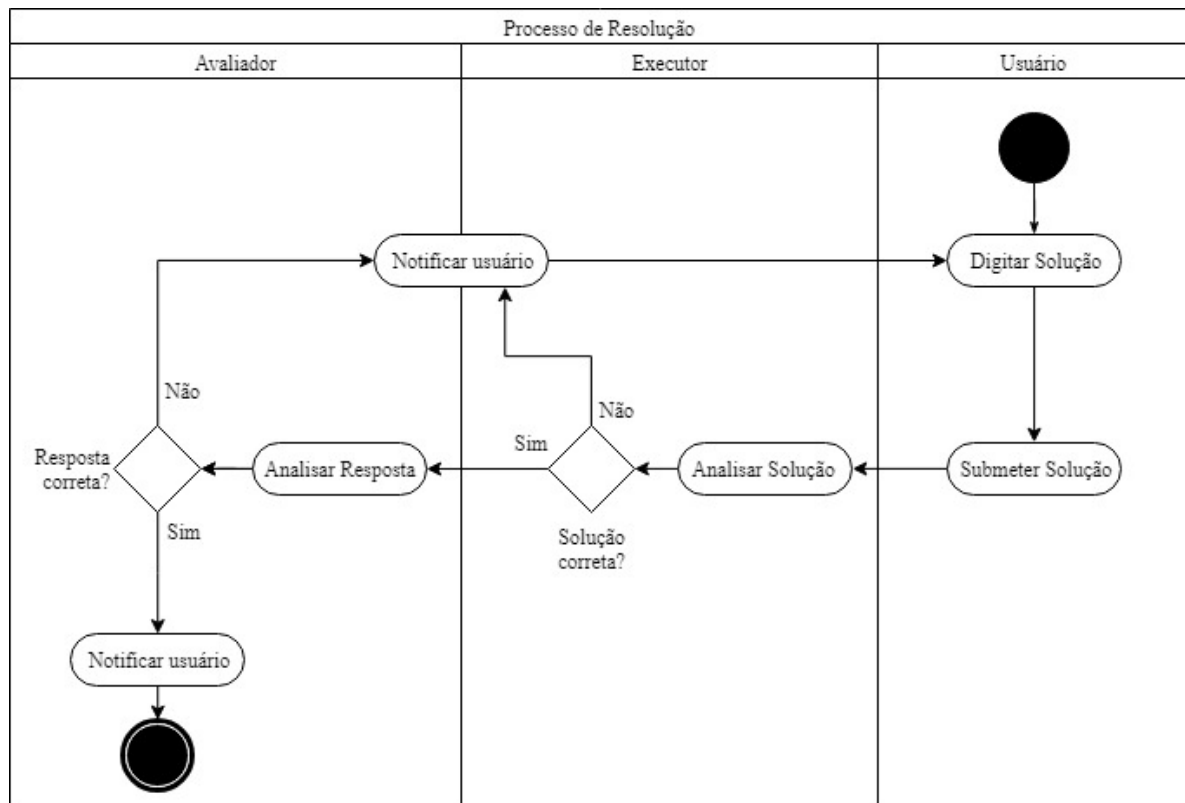 Processo de Resolução
Avaliador
Executor
Usuário
Notificar usuário
Digitar Solução
Não
Não
Resposta
correta?
Analisar Resposta
Sim
Analisar Solução
Submeter Solução
Sim
Solução
correta?
Notificar usuário